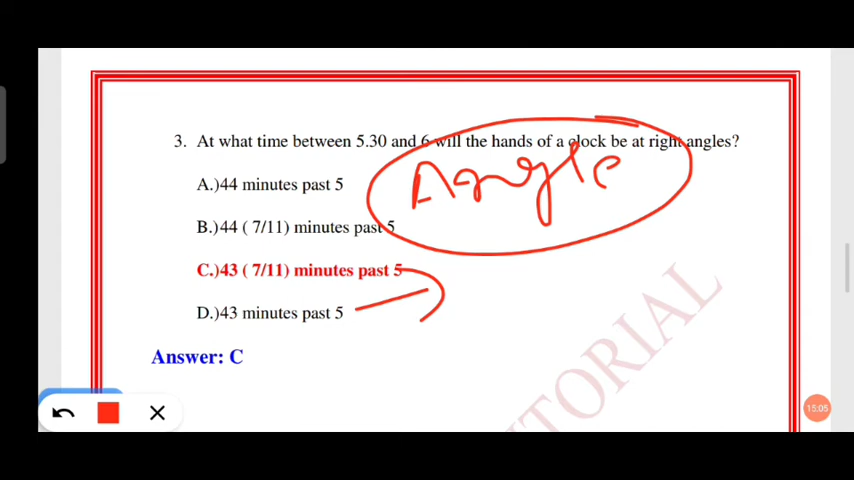 3. At what time between 5.30 and 6 will the hands of a clock be at right angles?
Angle
A.)44 minutes past 5
B.)44 ( 7/11) minutes past 5
C.)43 ( 7/11) minutes past 5
D.)43 minutes past 5
Answer: C
TUTORIAL
15:05